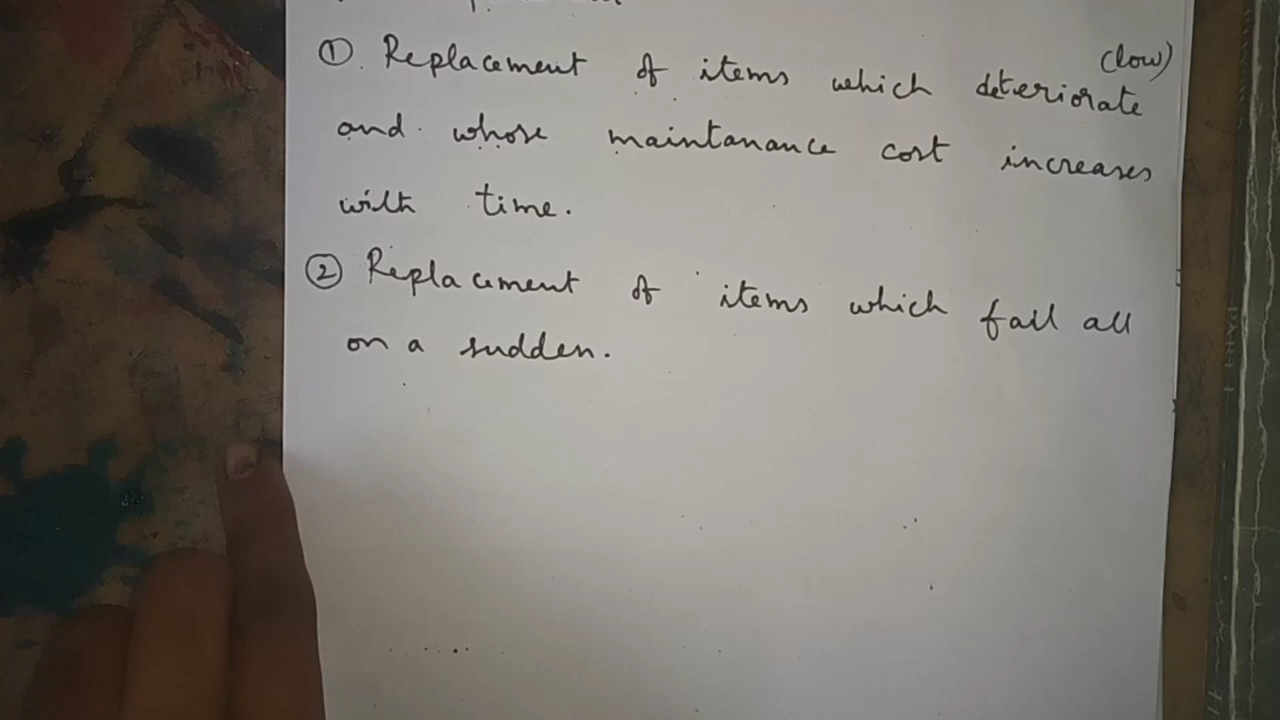 (low)
① Replacement of items which deteriorate
and whose maintanance cost increases
with time.
② Replacement of items which fail all
on a sudden.